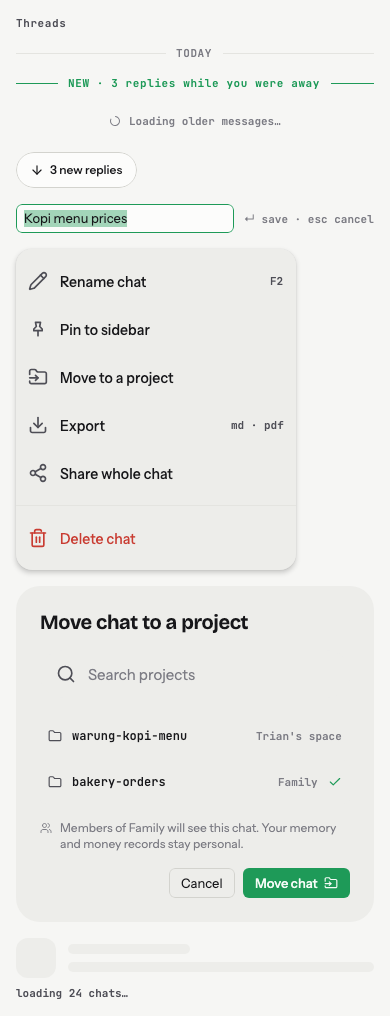 Threads
TODAY
NEW · 3 replies while you were away
Loading older messages…
3 new replies
Kopi menu prices
↵ save · esc cancel
Rename chat F2
Pin to sidebar
Move to a project
Export md · pdf
Share whole chat
Delete chat
Move chat to a project
Search projects
warung-kopi-menu Trian's space
bakery-orders Family
Members of Family will see this chat. Your memory
and money records stay personal.
Cancel Move chat
loading 24 chats…